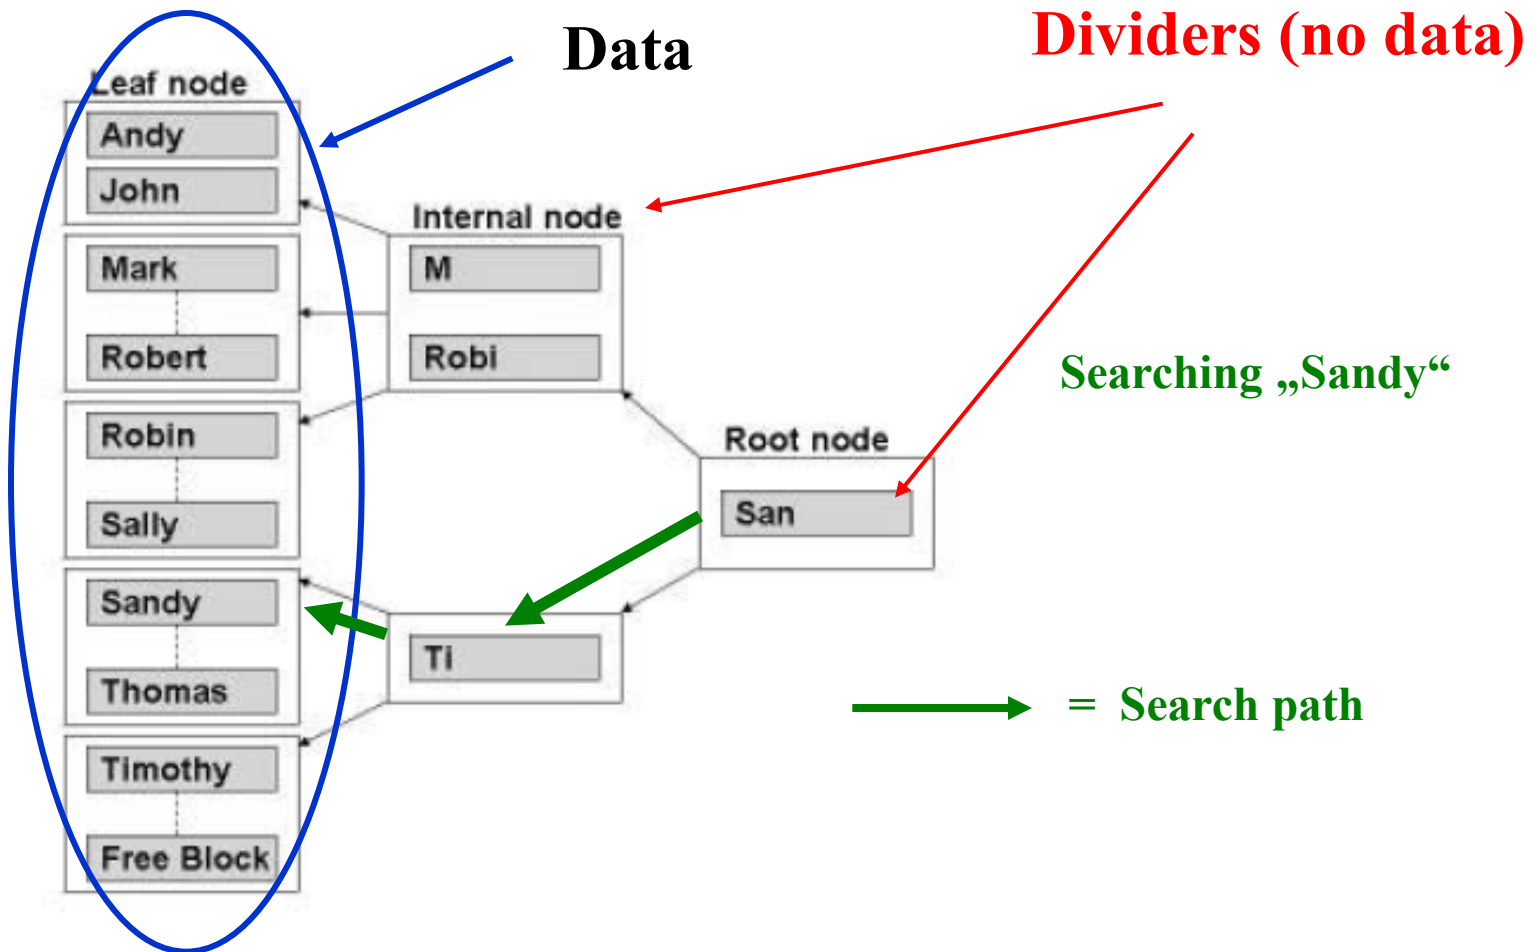 Data
Dividers (no data)
Leaf node
Andy
John
Internal node
Mark
M
Robert
Robi
Searching „Sandy“
Robin
Root node
Sally
San
Sandy
Ti
Thomas
= Search path
Timothy
Free Block